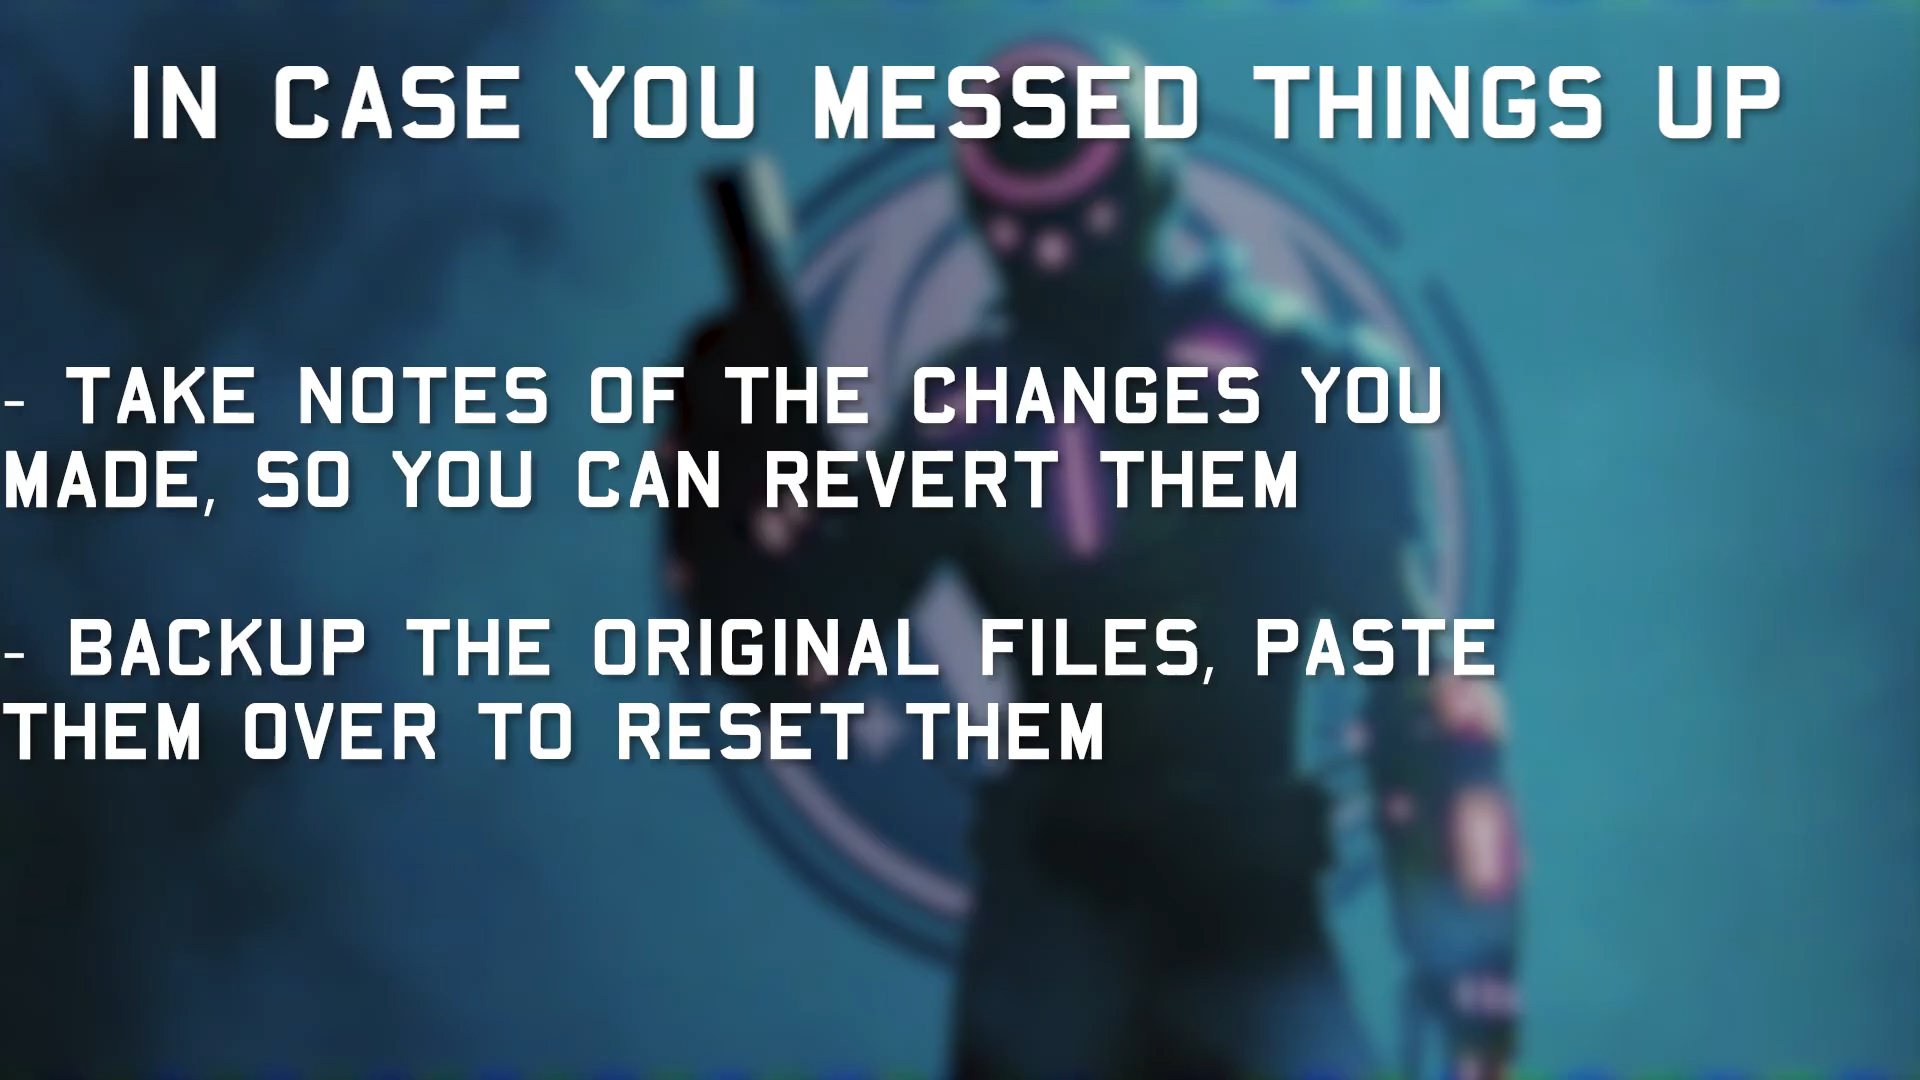 IN CASE YOU MESSED THINGS UP
- TAKE NOTES OF THE CHANGES YOU
MADE, SO YOU CAN REVERT THEM
- BACKUP THE ORIGINAL FILES, PASTE
THEM OVER TO RESET THEM